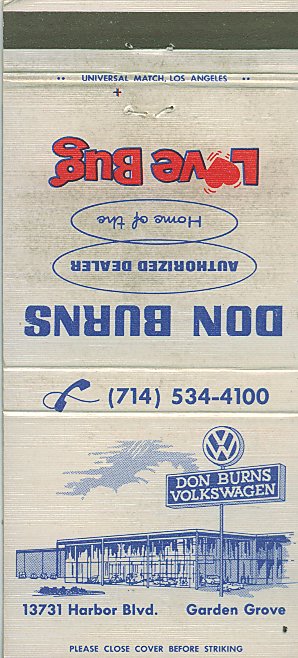 UNIVERSAL MATCH, LOS ANGELES
DON BURNS
AUTHORIZED DEALER
Home of the
Love Bug
(714) 534-4100
VW
DON BURNS
VOLKSWAGEN
13731 Harbor Blvd. Garden Grove
PLEASE CLOSE COVER BEFORE STRIKING